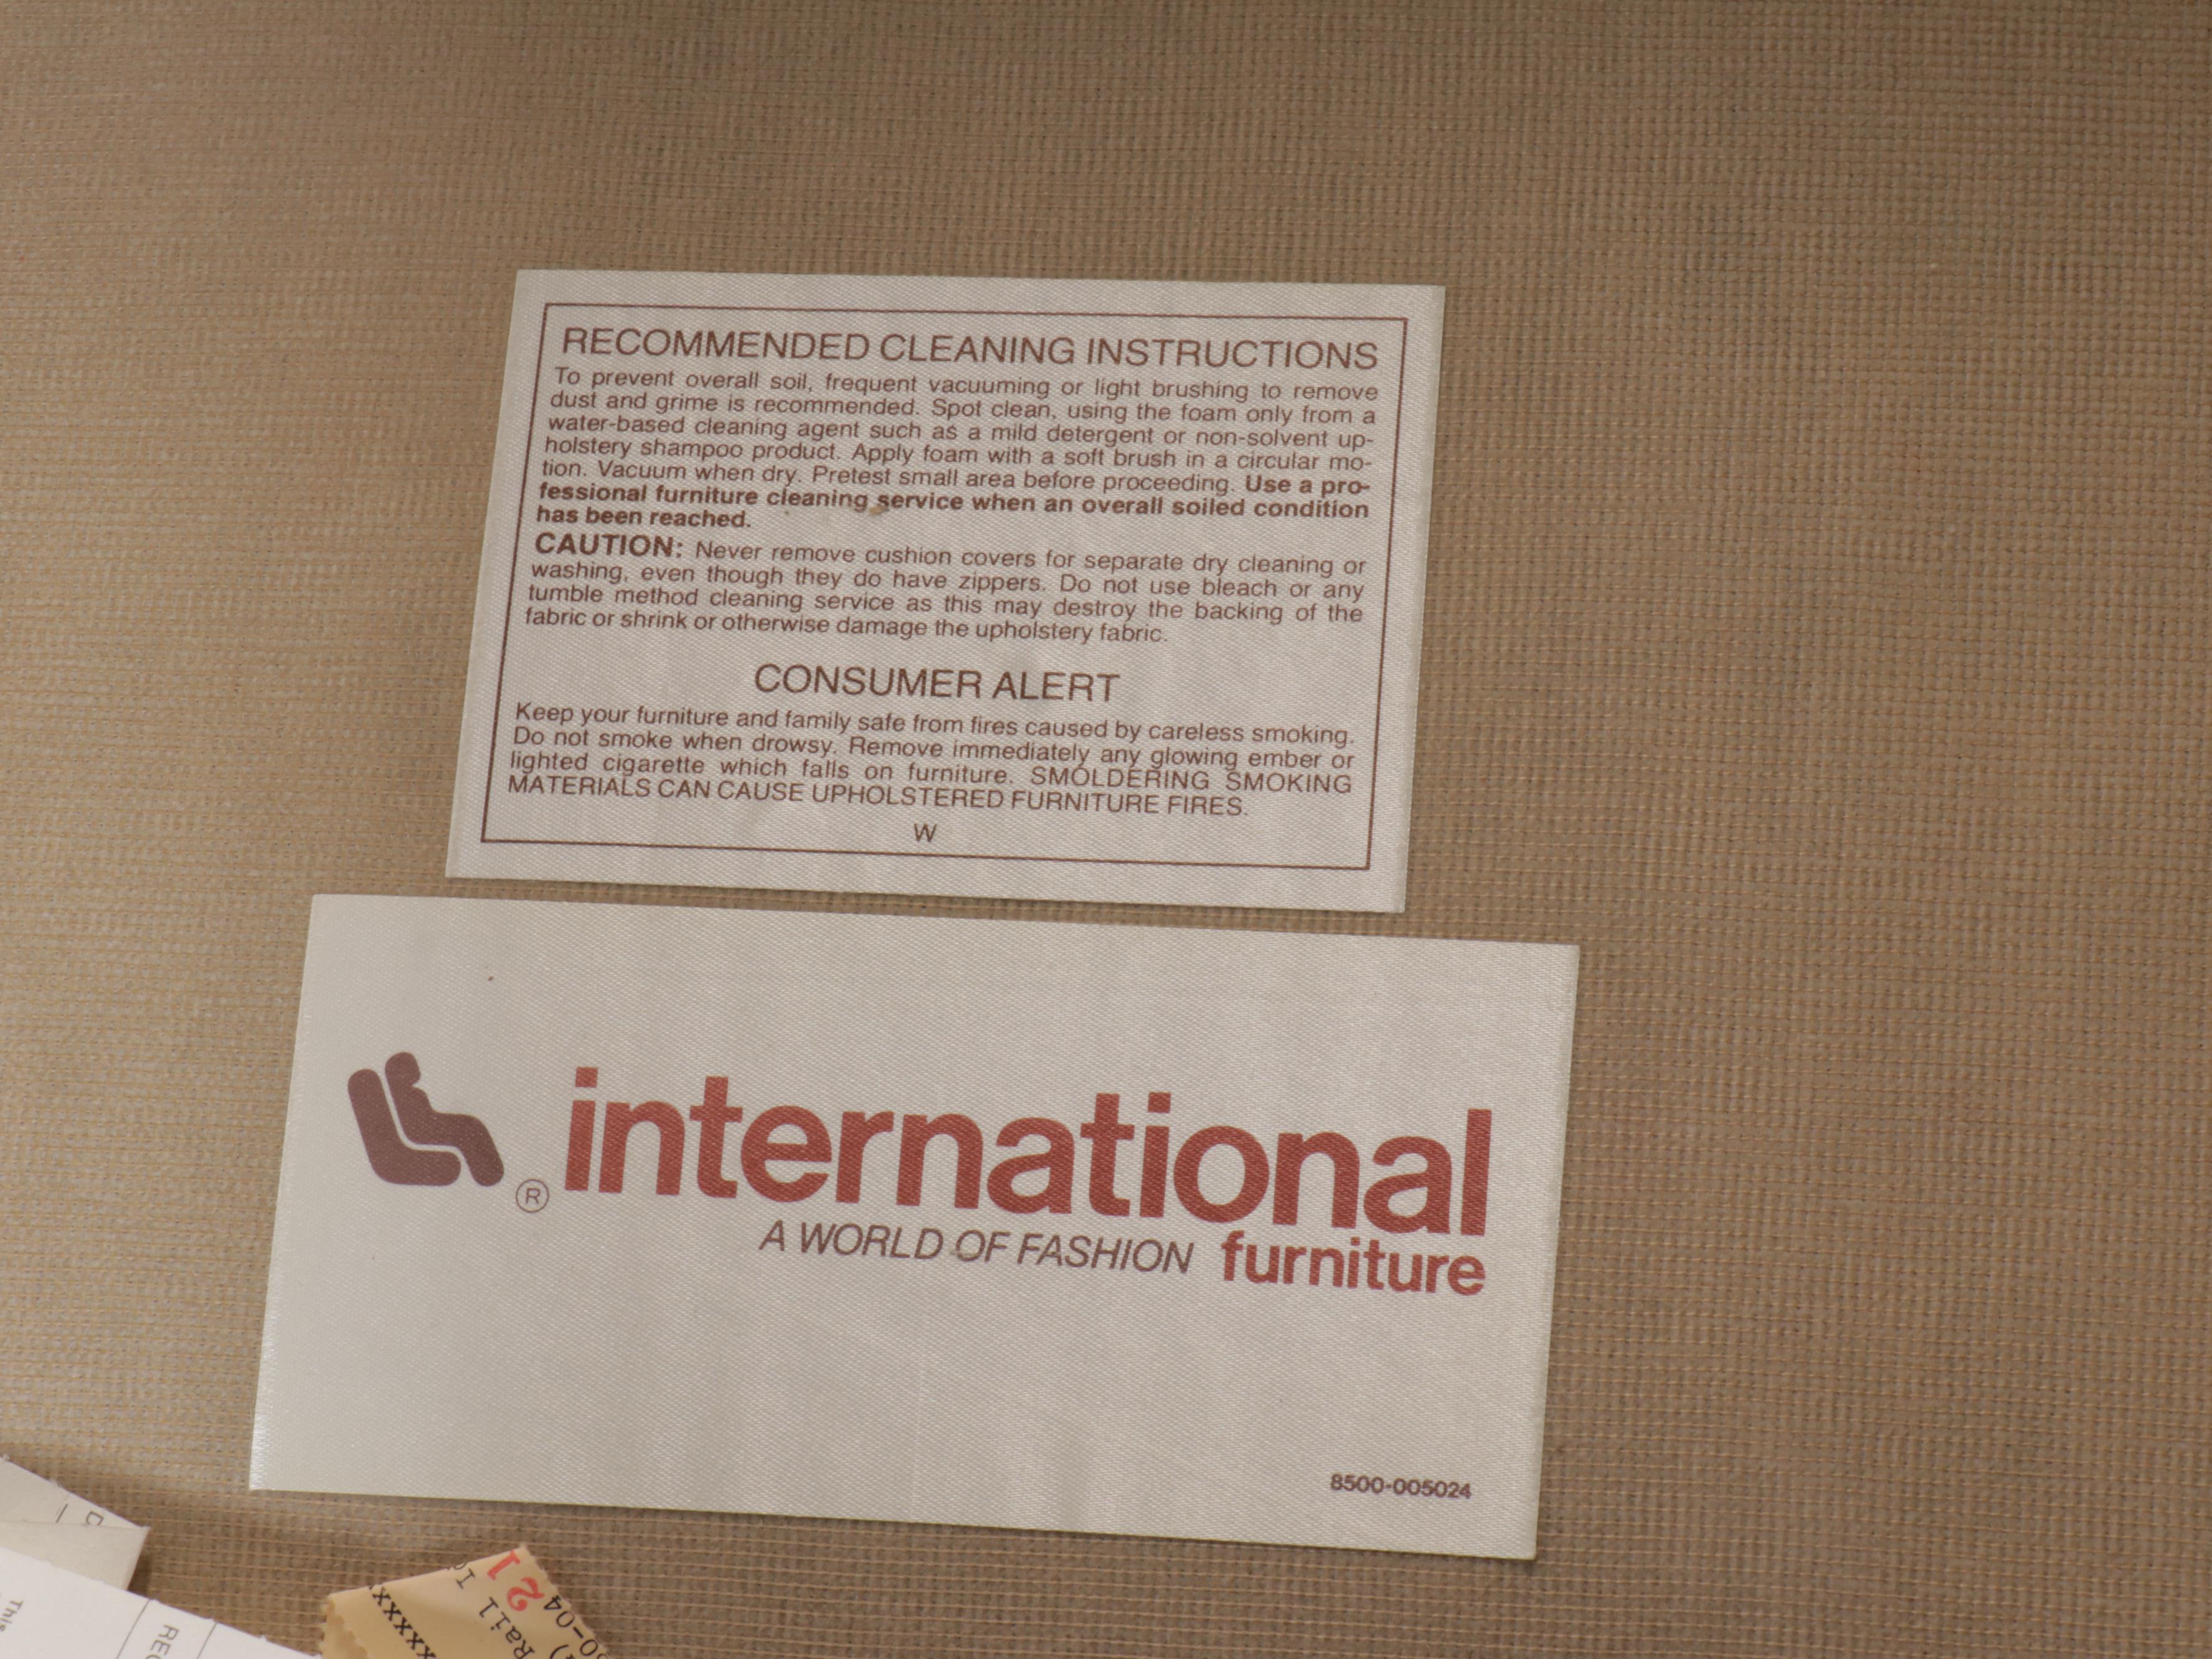 RECOMMENDED CLEANING INSTRUCTIONS
To prevent overall soil, frequent vacuuming or light brushing to remove
dust and grime is recommended. Spot clean, using the foam only from a
water-based cleaning agent such as a mild detergent or non-solvent up-
holstery shampoo product. Apply foam with a soft brush in a circular mo-
tion. Vacuum when dry. Pretest small area before proceeding. Use a pro-
fessional furniture cleaning service when an overall soiled condition
has been reached.
CAUTION: Never remove cushion covers for separate dry cleaning or
washing, even though they do have zippers. Do not use bleach or any
tumble method cleaning service as this may destroy the backing of the
fabric or shrink or otherwise damage the upholstery fabric.
CONSUMER ALERT
Keep your furniture and family safe from fires caused by careless smoking.
Do not smoke when drowsy. Remove immediately any glowing ember or
lighted cigarette which falls on furniture. SMOLDERING SMOKING
MATERIALS CAN CAUSE UPHOLSTERED FURNITURE FIRES.
W
® international
A WORLD OF FASHION furniture
8500-005024
This
21
Rail